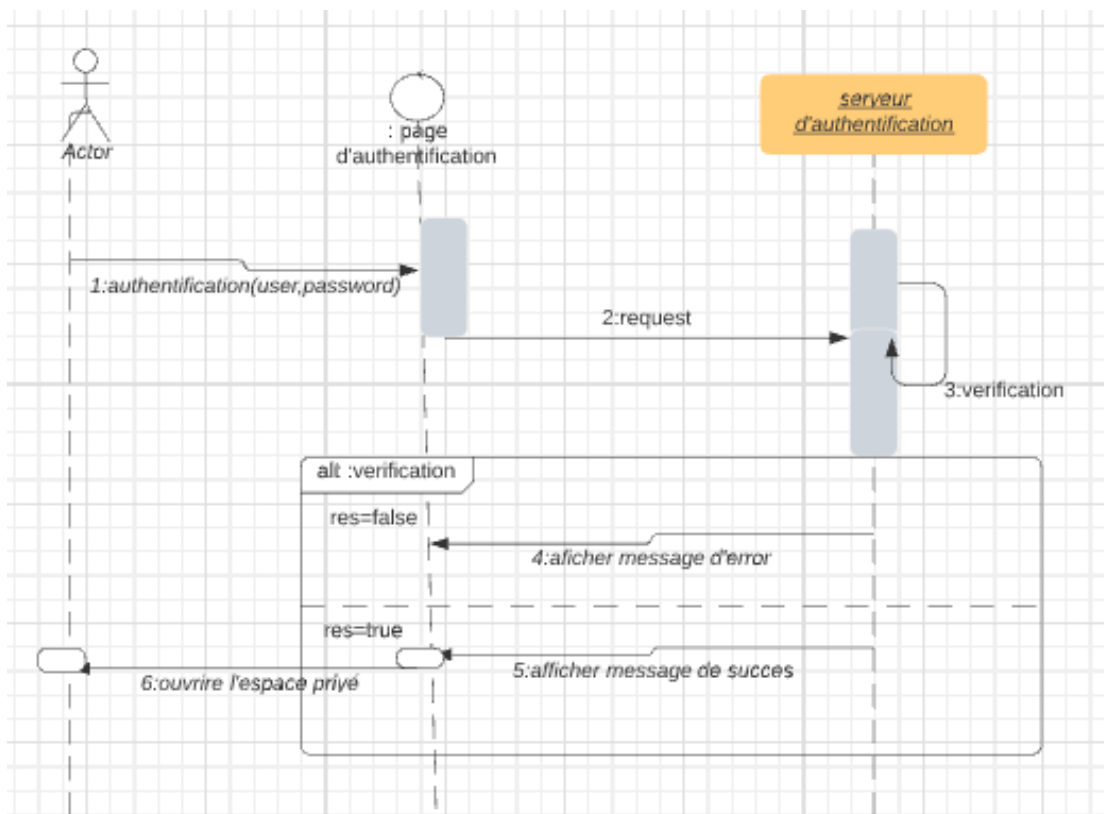 Actor
: page
d'authentification
serveur
d'authentification
1:authentification(user,password)
2:request
3:verification
alt :verification
res=false
4:aficher message d'error
res=true
5:afficher message de succes
6:ouvrire l'espace privé